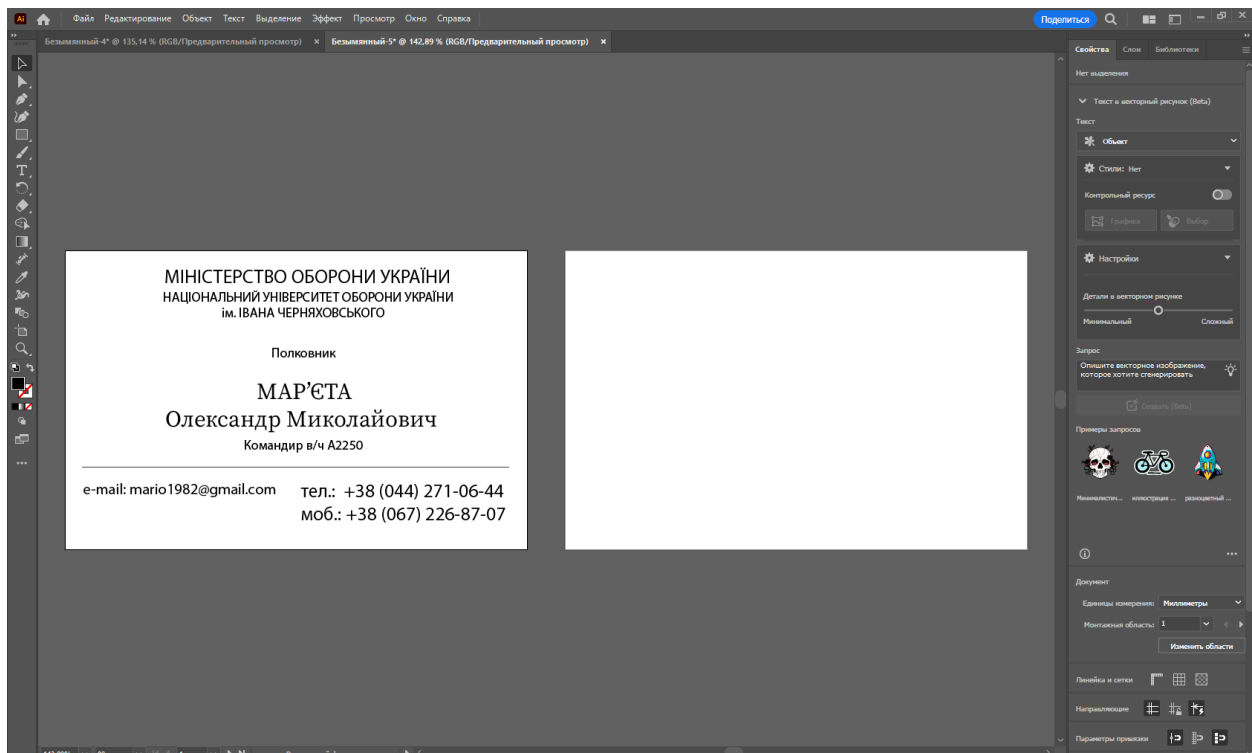 Файл Редактирование Объект Текст Выделение Эффект Просмотр Окно Справка
Поделиться
Безымянный-4* @ 135,14 % (RGB/Предварительный просмотр) × Безымянный-5* @ 142,89 % (RGB/Предварительный просмотр) ×
МІНІСТЕРСТВО ОБОРОНИ УКРАЇНИ
НАЦІОНАЛЬНИЙ УНІВЕРСИТЕТ ОБОРОНИ УКРАЇНИ
ім. ІВАНА ЧЕРНЯХОВСЬКОГО
Полковник
МАР’ЄТА
Олександр Миколайович
Командир в/ч А2250
e-mail: mario1982@gmail.com
тел.: +38 (044) 271-06-44
моб.: +38 (067) 226-87-07
Свойства Слои Библиотеки
Нет выделения
Текст в векторный рисунок (Beta)
Текст
Объект
Стили: Нет
Контрольный ресурс
Графика Выбор
Настройки
Детали в векторном рисунке
Минимальный Сложный
Запрос
Опишите векторное изображение,
которое хотите сгенерировать
Создать (Beta)
Примеры запросов
Минималистич... иллюстрация ... разноцветный ...
Документ
Единицы измерения: Миллиметры
Монтажная область: 1
Изменить области
Линейка и сетки
Направляющие
Параметры привязки